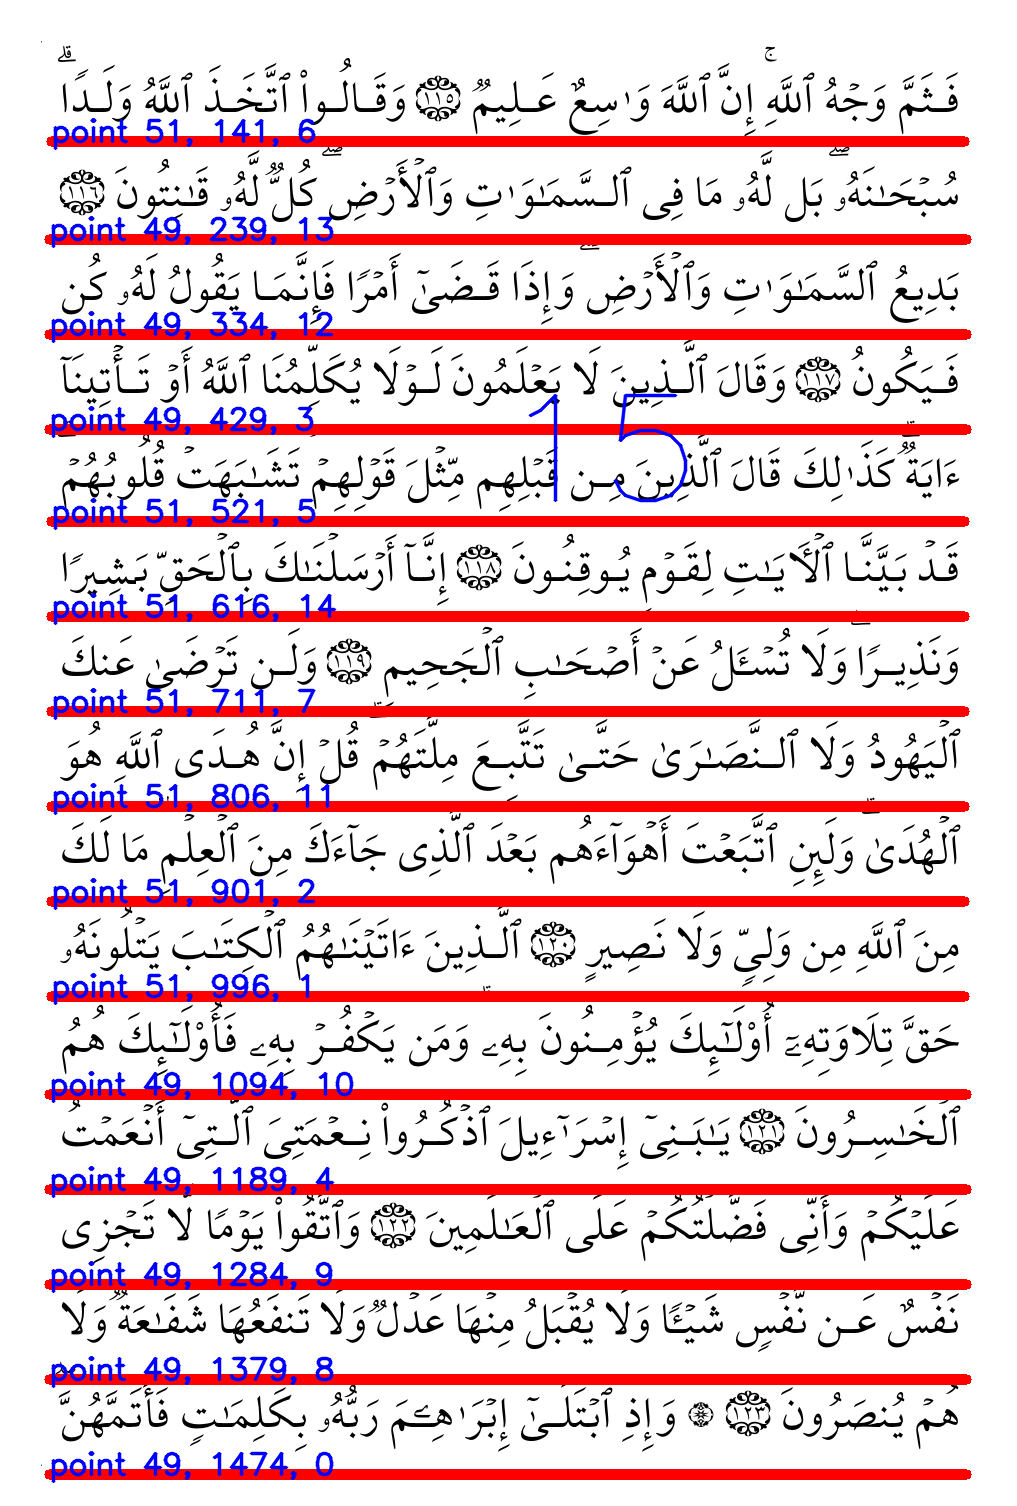 فَثَمَّ وَجْهُ ٱللَّهِۚ إِنَّ ٱللَّهَ وَٰسِعٌ عَلِيمٌ ١١٥ وَقَالُواْ ٱتَّخَذَ ٱللَّهُ وَلَدًاۗ
point 51, 141, 6
سُبْحَٰنَهُۥۖ بَل لَّهُۥ مَا فِى ٱلسَّمَٰوَٰتِ وَٱلْأَرْضِۖ كُلٌّ لَّهُۥ قَٰنِتُونَ ١١٦
point 49, 239, 13
بَدِيعُ ٱلسَّمَٰوَٰتِ وَٱلْأَرْضِۖ وَإِذَا قَضَىٰٓ أَمْرًا فَإِنَّمَا يَقُولُ لَهُۥ كُن
point 49, 334, 12
فَيَكُونُ ١١٧ وَقَالَ ٱلَّذِينَ لَا يَعْلَمُونَ لَوْلَا يُكَلِّمُنَا ٱللَّهُ أَوْ تَأْتِينَآ
point 49, 429, 3
15
ءَايَةٌۗ كَذَٰلِكَ قَالَ ٱلَّذِينَ مِن قَبْلِهِم مِّثْلَ قَوْلِهِمْ تَشَٰبَهَتْ قُلُوبُهُمْ
point 51, 521, 5
قَدْ بَيَّنَّا ٱلْأٓيَٰتِ لِقَوْمٍ يُوقِنُونَ ١١٨ إِنَّآ أَرْسَلْنَٰكَ بِٱلْحَقِّ بَشِيرًا
point 51, 616, 14
وَنَذِيرًاۖ وَلَا تُسْـَٔلُ عَنْ أَصْحَٰبِ ٱلْجَحِيمِ ١١٩ وَلَن تَرْضَىٰ عَنكَ
point 51, 711, 7
ٱلْيَهُودُ وَلَا ٱلنَّصَٰرَىٰ حَتَّىٰ تَتَّبِعَ مِلَّتَهُمْۗ قُلْ إِنَّ هُدَى ٱللَّهِ هُوَ
point 51, 806, 11
ٱلْهُدَىٰۗ وَلَئِنِ ٱتَّبَعْتَ أَهْوَآءَهُم بَعْدَ ٱلَّذِى جَآءَكَ مِنَ ٱلْعِلْمِ مَا لَكَ
point 51, 901, 2
مِنَ ٱللَّهِ مِن وَلِىٍّ وَلَا نَصِيرٍ ١٢٠ ٱلَّذِينَ ءَاتَيْنَٰهُمُ ٱلْكِتَٰبَ يَتْلُونَهُۥ
point 51, 996, 1
حَقَّ تِلَاوَتِهِۦٓ أُوْلَٰٓئِكَ يُؤْمِنُونَ بِهِۦۗ وَمَن يَكْفُرْ بِهِۦ فَأُوْلَٰٓئِكَ هُمُ
point 49, 1094, 10
ٱلْخَٰسِرُونَ ١٢١ يَٰبَنِىٓ إِسْرَٰٓءِيلَ ٱذْكُرُواْ نِعْمَتِىَ ٱلَّتِىٓ أَنْعَمْتُ
point 49, 1189, 4
عَلَيْكُمْ وَأَنِّى فَضَّلْتُكُمْ عَلَى ٱلْعَٰلَمِينَ ١٢٢ وَٱتَّقُواْ يَوْمًا لَّا تَجْزِى
point 49, 1284, 9
نَفْسٌ عَن نَّفْسٍ شَيْـًٔا وَلَا يُقْبَلُ مِنْهَا عَدْلٌ وَلَا تَنفَعُهَا شَفَٰعَةٌ وَلَا
point 49, 1379, 8
هُمْ يُنصَرُونَ ١٢٣ ۞ وَإِذِ ٱبْتَلَىٰٓ إِبْرَٰهِـۧمَ رَبُّهُۥ بِكَلِمَٰتٍ فَأَتَمَّهُنَّ
point 49, 1474, 0